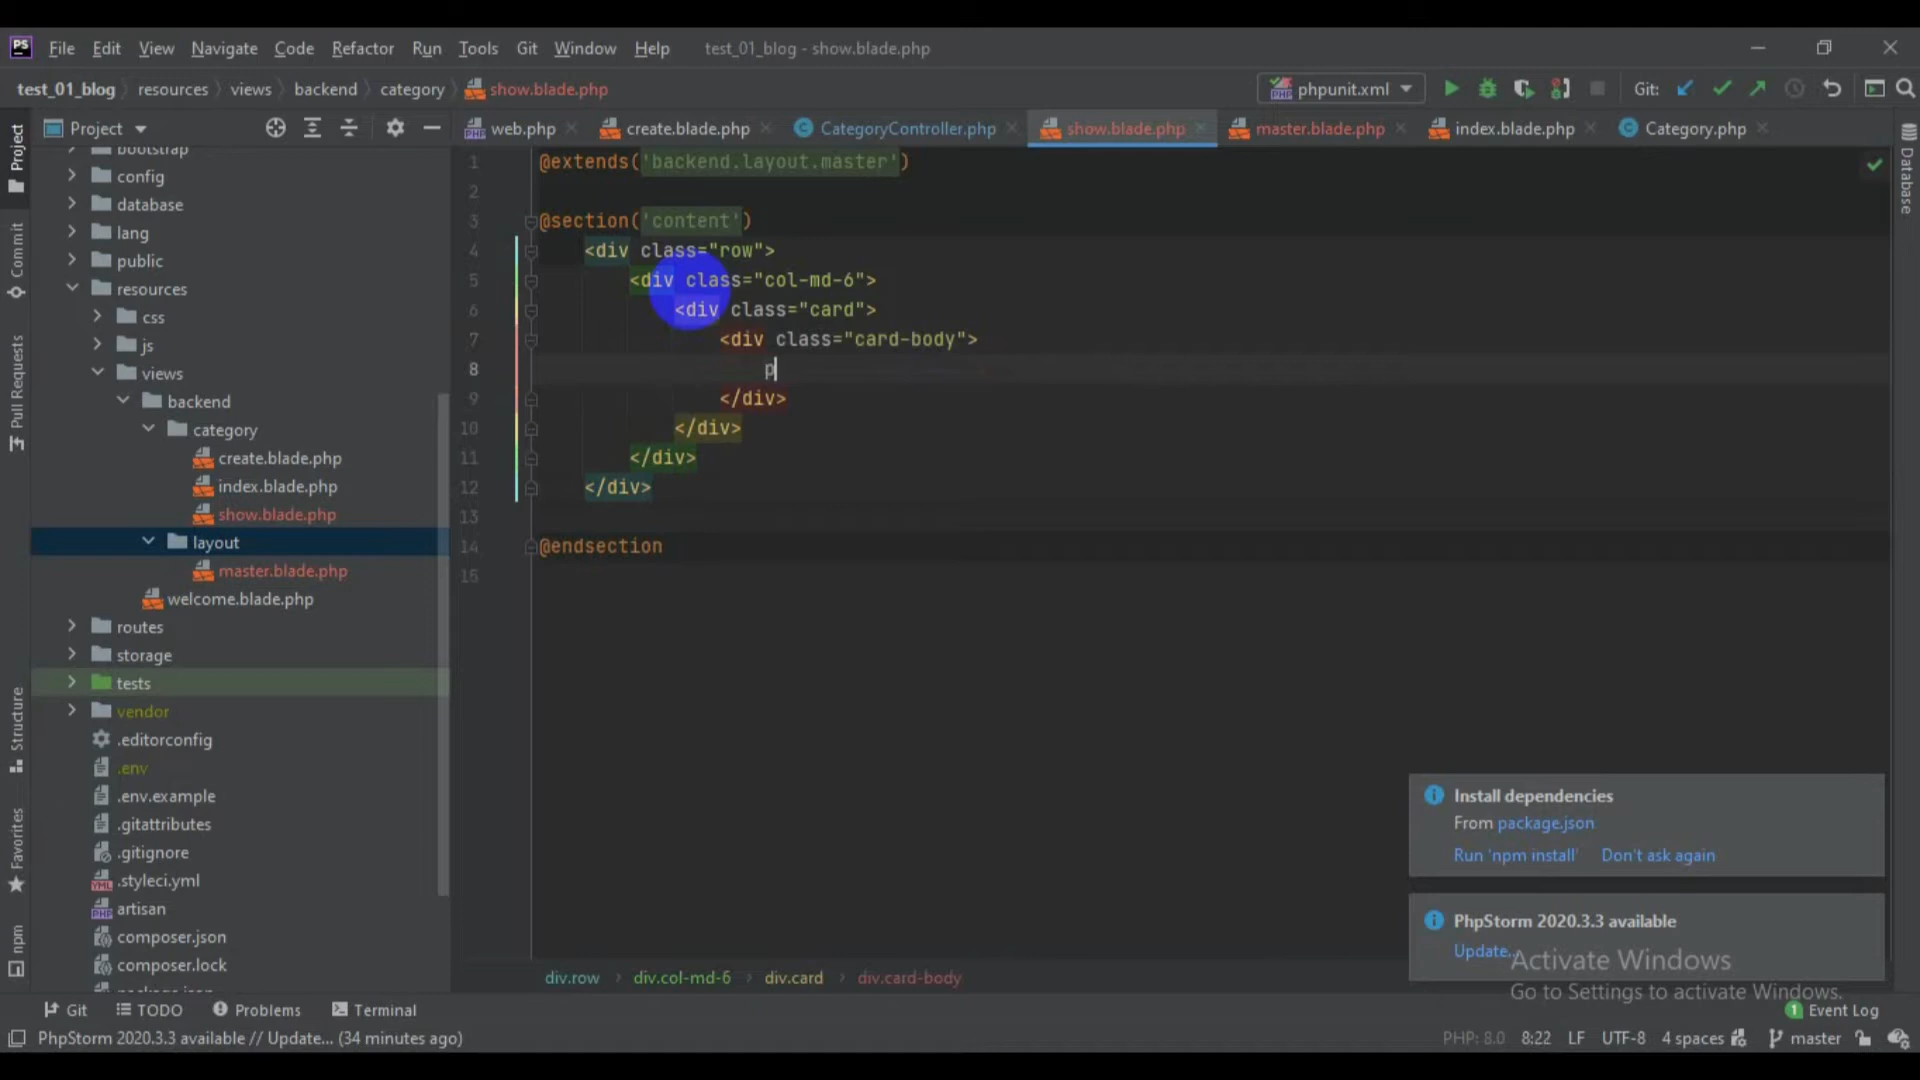 PS File Edit View Navigate Code Refactor Run Tools Git Window Help test_01_blog - show.blade.php
test_01_blog resources views backend category show.blade.php phpunit.xml Git:
Project web.php create.blade.php CategoryController.php show.blade.php master.blade.php index.blade.php Category.php
Project
Commit
Pull Requests
Structure
Favorites
npm
Database
bootstrap
config
database
lang
public
resources
css
js
views
backend
category
create.blade.php
index.blade.php
show.blade.php
layout
master.blade.php
welcome.blade.php
routes
storage
tests
vendor
.editorconfig
.env
.env.example
.gitattributes
.gitignore
.styleci.yml
artisan
composer.json
composer.lock
1 @extends('backend.layout.master')
2
3 @section('content')
4 <div class="row">
5 <div class="col-md-6">
6 <div class="card">
7 <div class="card-body">
8 p
9 </div>
10 </div>
11 </div>
12 </div>
13
14 @endsection
15
Install dependencies
From package.json
Run 'npm install' Don't ask again
PhpStorm 2020.3.3 available
Update...
Activate Windows
Go to Settings to activate Windows.
div.row div.col-md-6 div.card div.card-body
Git TODO Problems Terminal 1 Event Log
PhpStorm 2020.3.3 available // Update... (34 minutes ago) PHP: 8.0 8:22 LF UTF-8 4 spaces master